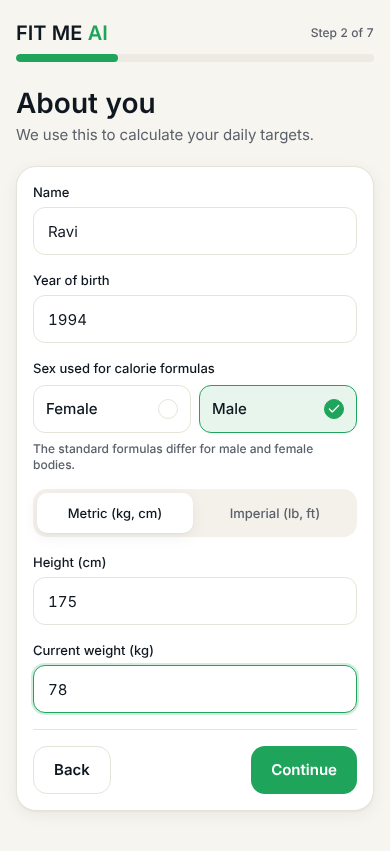 FIT ME AI
Step 2 of 7
About you
We use this to calculate your daily targets.
Name
Ravi
Year of birth
1994
Sex used for calorie formulas
Female
Male
The standard formulas differ for male and female
bodies.
Metric (kg, cm)
Imperial (lb, ft)
Height (cm)
175
Current weight (kg)
78
Back
Continue